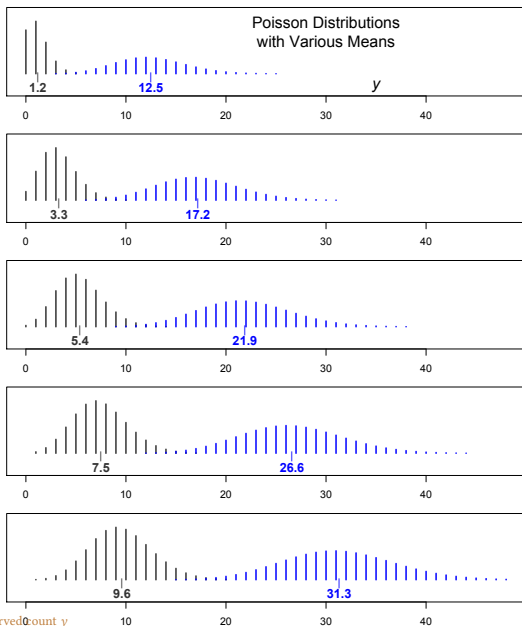 Poisson Distributions
with Various Means
1.2 12.5 y
0 10 20 30 40
3.3 17.2
0 10 20 30 40
5.4 21.9
0 10 20 30 40
7.5 26.6
0 10 20 30 40
9.6 31.3
rved count y
0 10 20 30 40